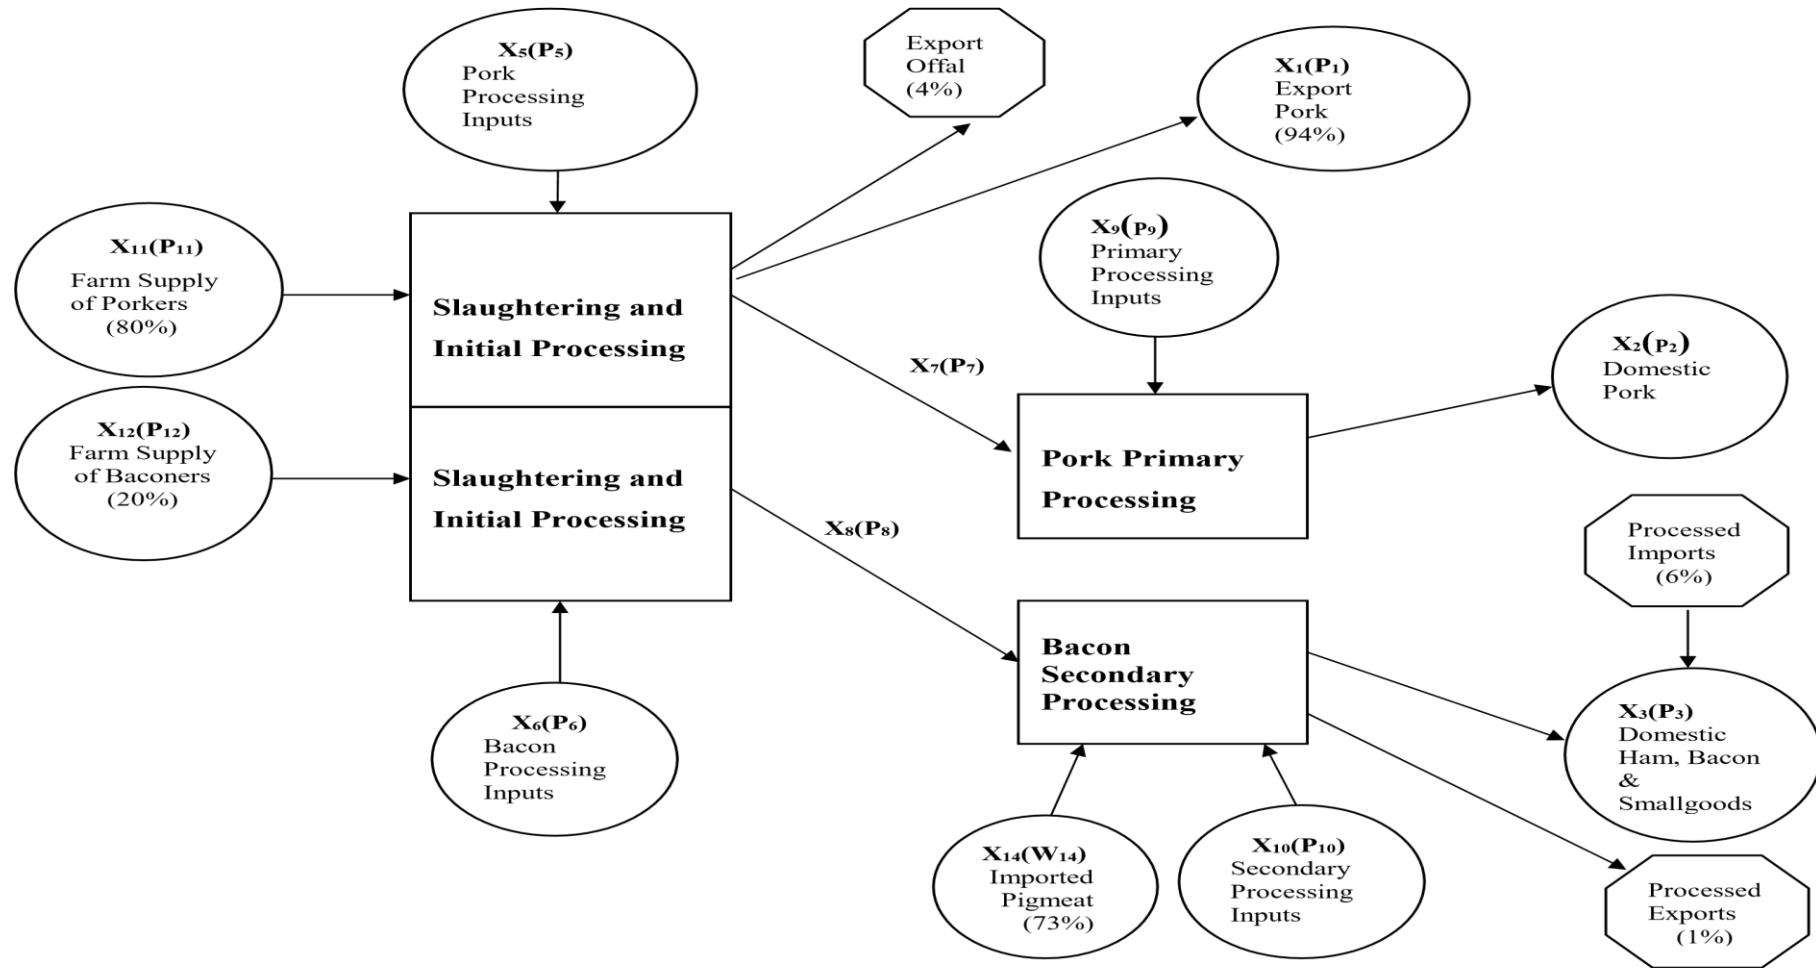 X₅(P₅)
Pork
Processing
Inputs
Export
Offal
(4%)
X₁(P₁)
Export
Pork
(94%)
X₁₁(P₁₁)
Farm Supply
of Porkers
(80%)
Slaughtering and
Initial Processing
X₉(P₉)
Primary
Processing
Inputs
X₇(P₇)
X₂(P₂)
Domestic
Pork
X₁₂(P₁₂)
Farm Supply
of Baconers
(20%)
Slaughtering and
Initial Processing
Pork Primary
Processing
X₈(P₈)
Processed
Imports
(6%)
Bacon
Secondary
Processing
X₃(P₃)
Domestic
Ham, Bacon
&
Smallgoods
X₆(P₆)
Bacon
Processing
Inputs
X₁₄(W₁₄)
Imported
Pigmeat
(73%)
X₁₀(P₁₀)
Secondary
Processing
Inputs
Processed
Exports
(1%)